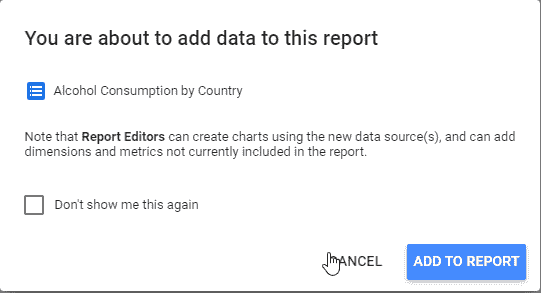 You are about to add data to this report
Alcohol Consumption by Country
Note that Report Editors can create charts using the new data source(s), and can add
dimensions and metrics not currently included in the report.
Don't show me this again
CANCEL ADD TO REPORT